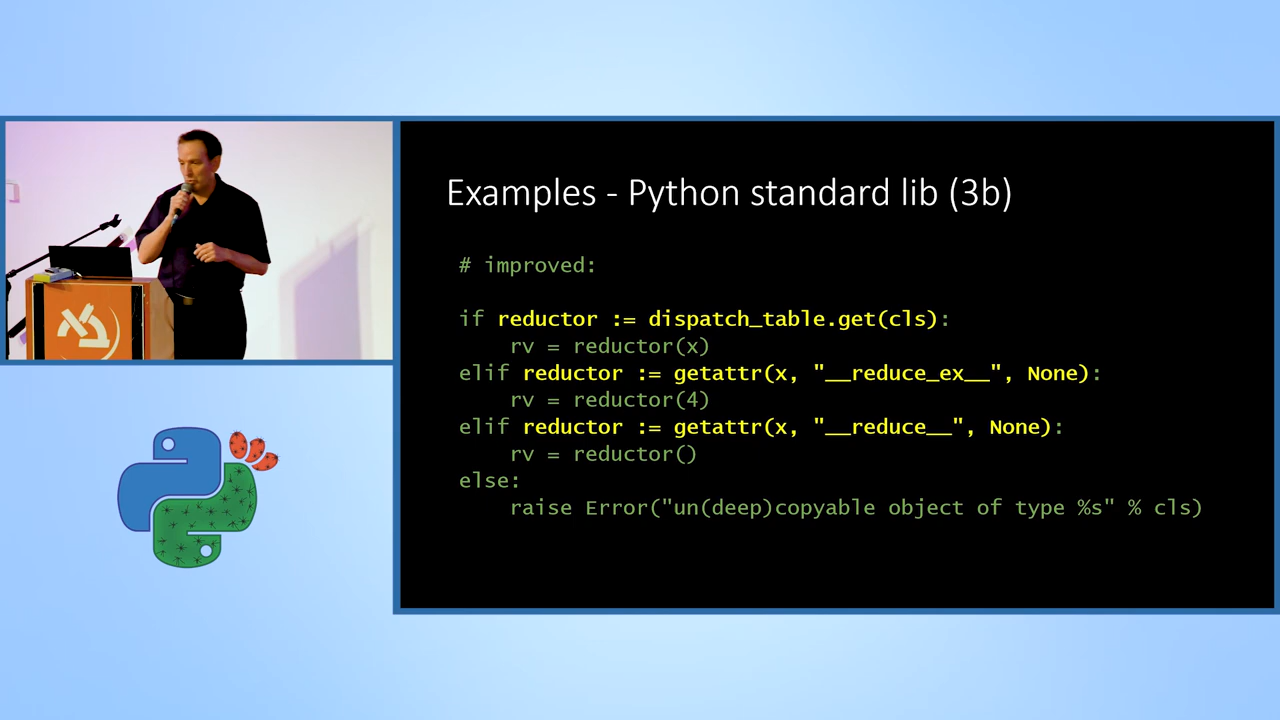 Examples - Python standard lib (3b)
# improved:
if reductor := dispatch_table.get(cls):
    rv = reductor(x)
elif reductor := getattr(x, "__reduce_ex__", None):
    rv = reductor(4)
elif reductor := getattr(x, "__reduce__", None):
    rv = reductor()
else:
    raise Error("un(deep)copyable object of type %s" % cls)